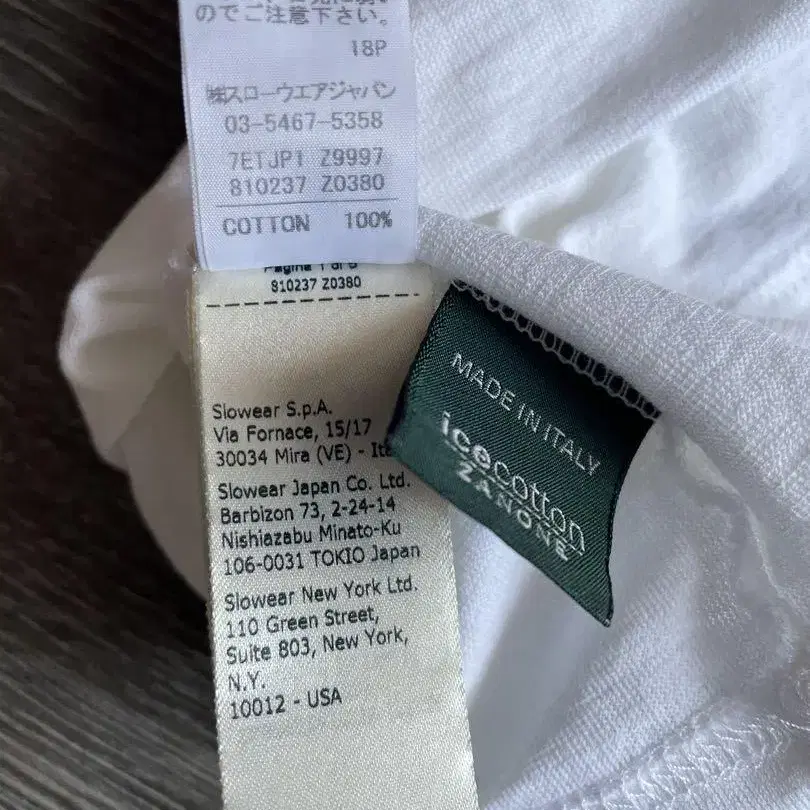 のでご注意下さい。
18P
㈱スローウエアジャパン
03-5467-5358
7ETJP1 Z9997
810237 Z0380
COTTON 100%
810237 Z0380
Slowear S.p.A.
Via Fornace, 15/17
30034 Mira (VE) - Ita
Slowear Japan Co. Ltd.
Barbizon 73, 2-24-14
Nishiazabu Minato-Ku
106-0031 TOKIO Japan
Slowear New York Ltd.
110 Green Street,
Suite 803, New York,
N.Y.
10012 - USA
MADE IN ITALY
icecotton
ZANONE